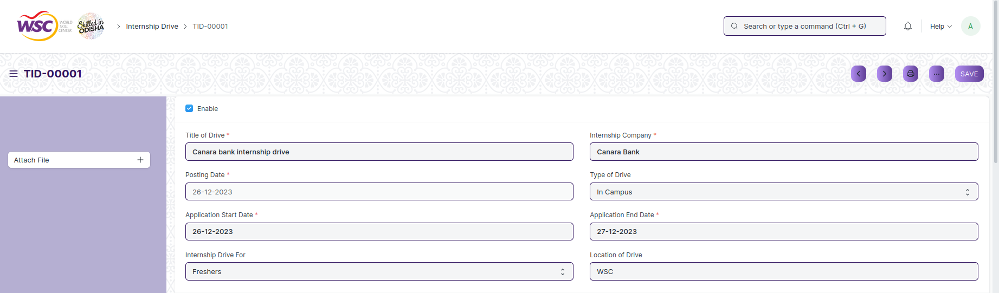 WSC WORLD SKILL CENTER Skilled in ODISHA > Internship Drive > TID-00001 Search or type a command (Ctrl + G) Help A
TID-00001 ... SAVE
Enable
Title of Drive * Internship Company *
Canara bank internship drive Canara Bank
Attach File +
Posting Date * Type of Drive
26-12-2023 In Campus
Application Start Date * Application End Date *
26-12-2023 27-12-2023
Internship Drive For Location of Drive
Freshers WSC